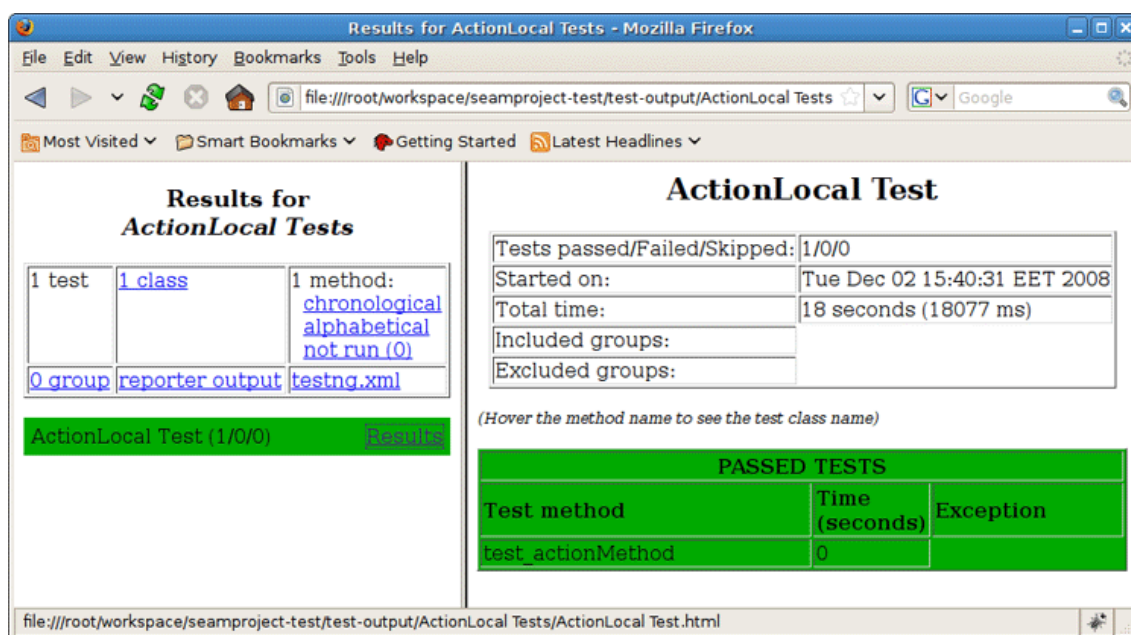 Results for ActionLocal Tests - Mozilla Firefox
File Edit View History Bookmarks Tools Help
file:///root/workspace/seamproject-test/test-output/ActionLocal Tests
G Google
Most Visited Smart Bookmarks Getting Started Latest Headlines
Results for
ActionLocal Tests
1 test 1 class 1 method:
chronological
alphabetical
not run (0)
0 group reporter output testng.xml
ActionLocal Test (1/0/0) Results
ActionLocal Test
Tests passed/Failed/Skipped: 1/0/0
Started on: Tue Dec 02 15:40:31 EET 2008
Total time: 18 seconds (18077 ms)
Included groups:
Excluded groups:
(Hover the method name to see the test class name)
PASSED TESTS
Test method Time (seconds) Exception
test_actionMethod 0
file:///root/workspace/seamproject-test/test-output/ActionLocal Tests/ActionLocal Test.html